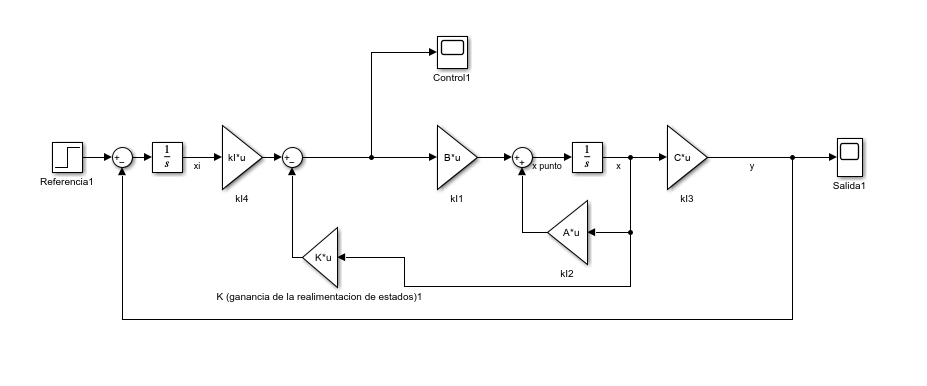 Control1
Referencia1
+
−
1
s
xi
kI*u
kI4
+
−
B*u
kI1
+
+
x punto
1
s
x
C*u
kI3
y
Salida1
A*u
kI2
K*u
K (ganancia de la realimentacion de estados)1